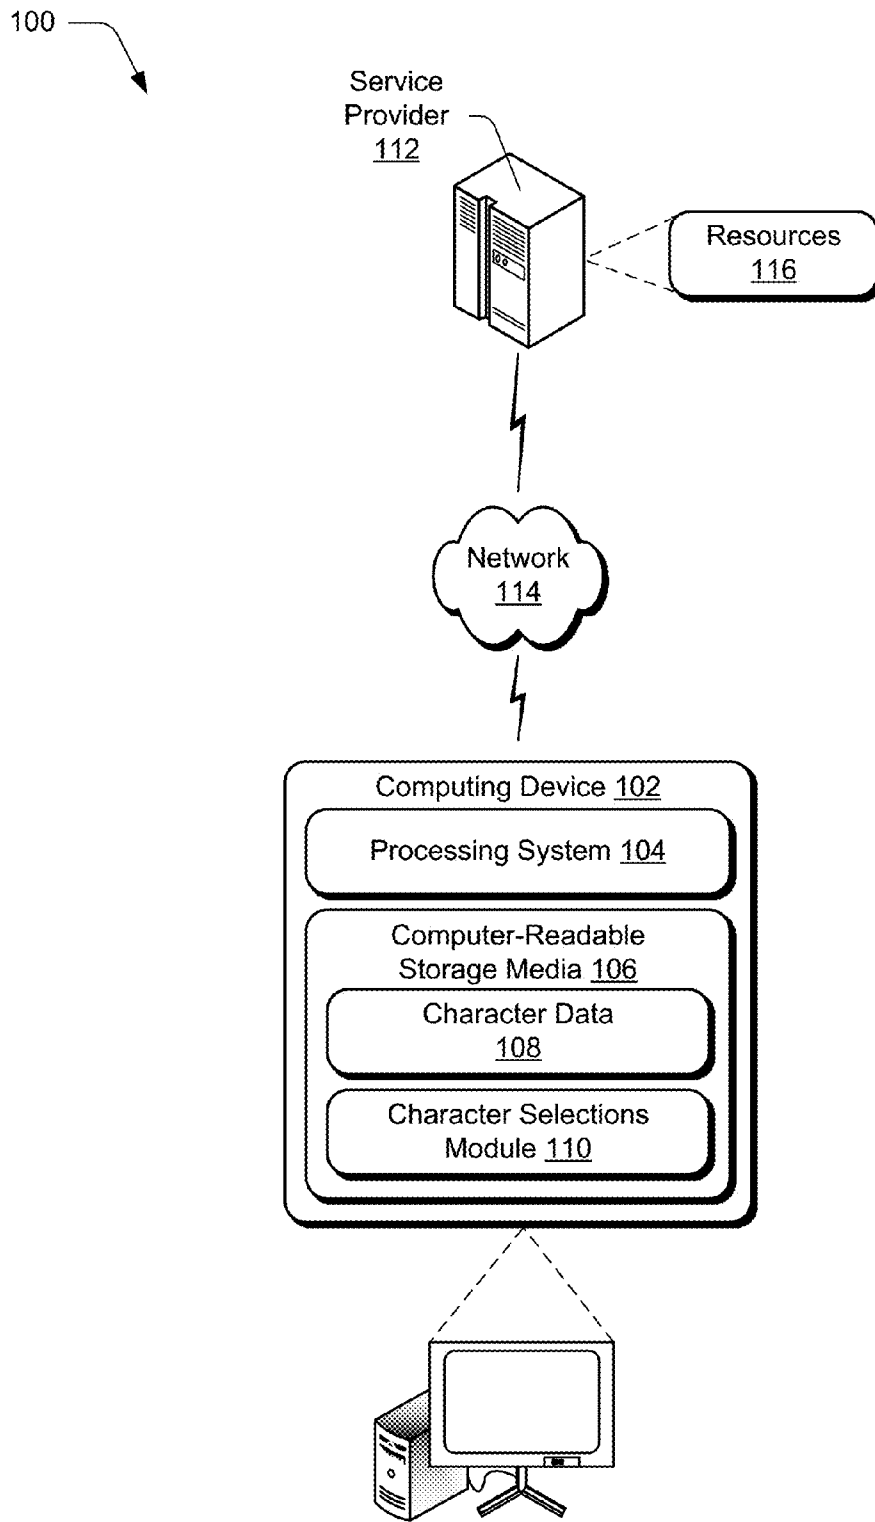 100
Service
Provider
112
Resources
116
Network
114
Computing Device 102
Processing System 104
Computer-Readable
Storage Media 106
Character Data
108
Character Selections
Module 110